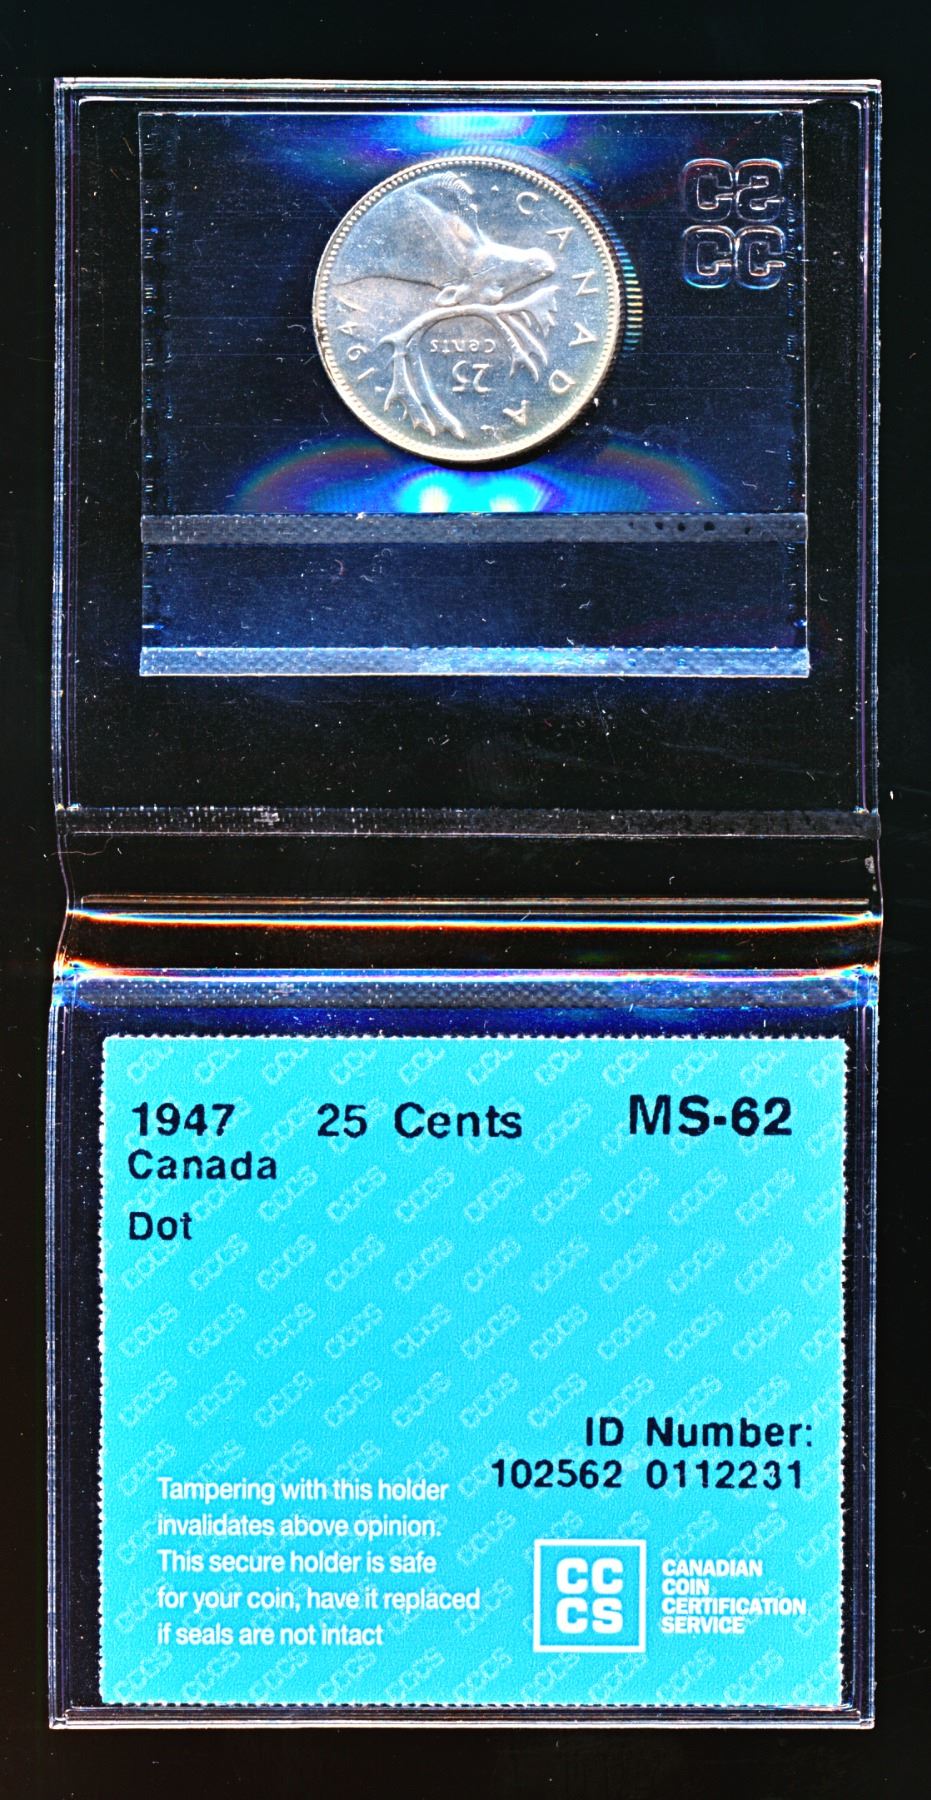 CANADA
1947
25
Cents
CCCS
1947 25 Cents MS-62
Canada
Dot
ID Number:
102562 0112231
Tampering with this holder
invalidates above opinion.
This secure holder is safe
for your coin, have it replaced
if seals are not intact
CC
CS
CANADIAN
COIN
CERTIFICATION
SERVICE